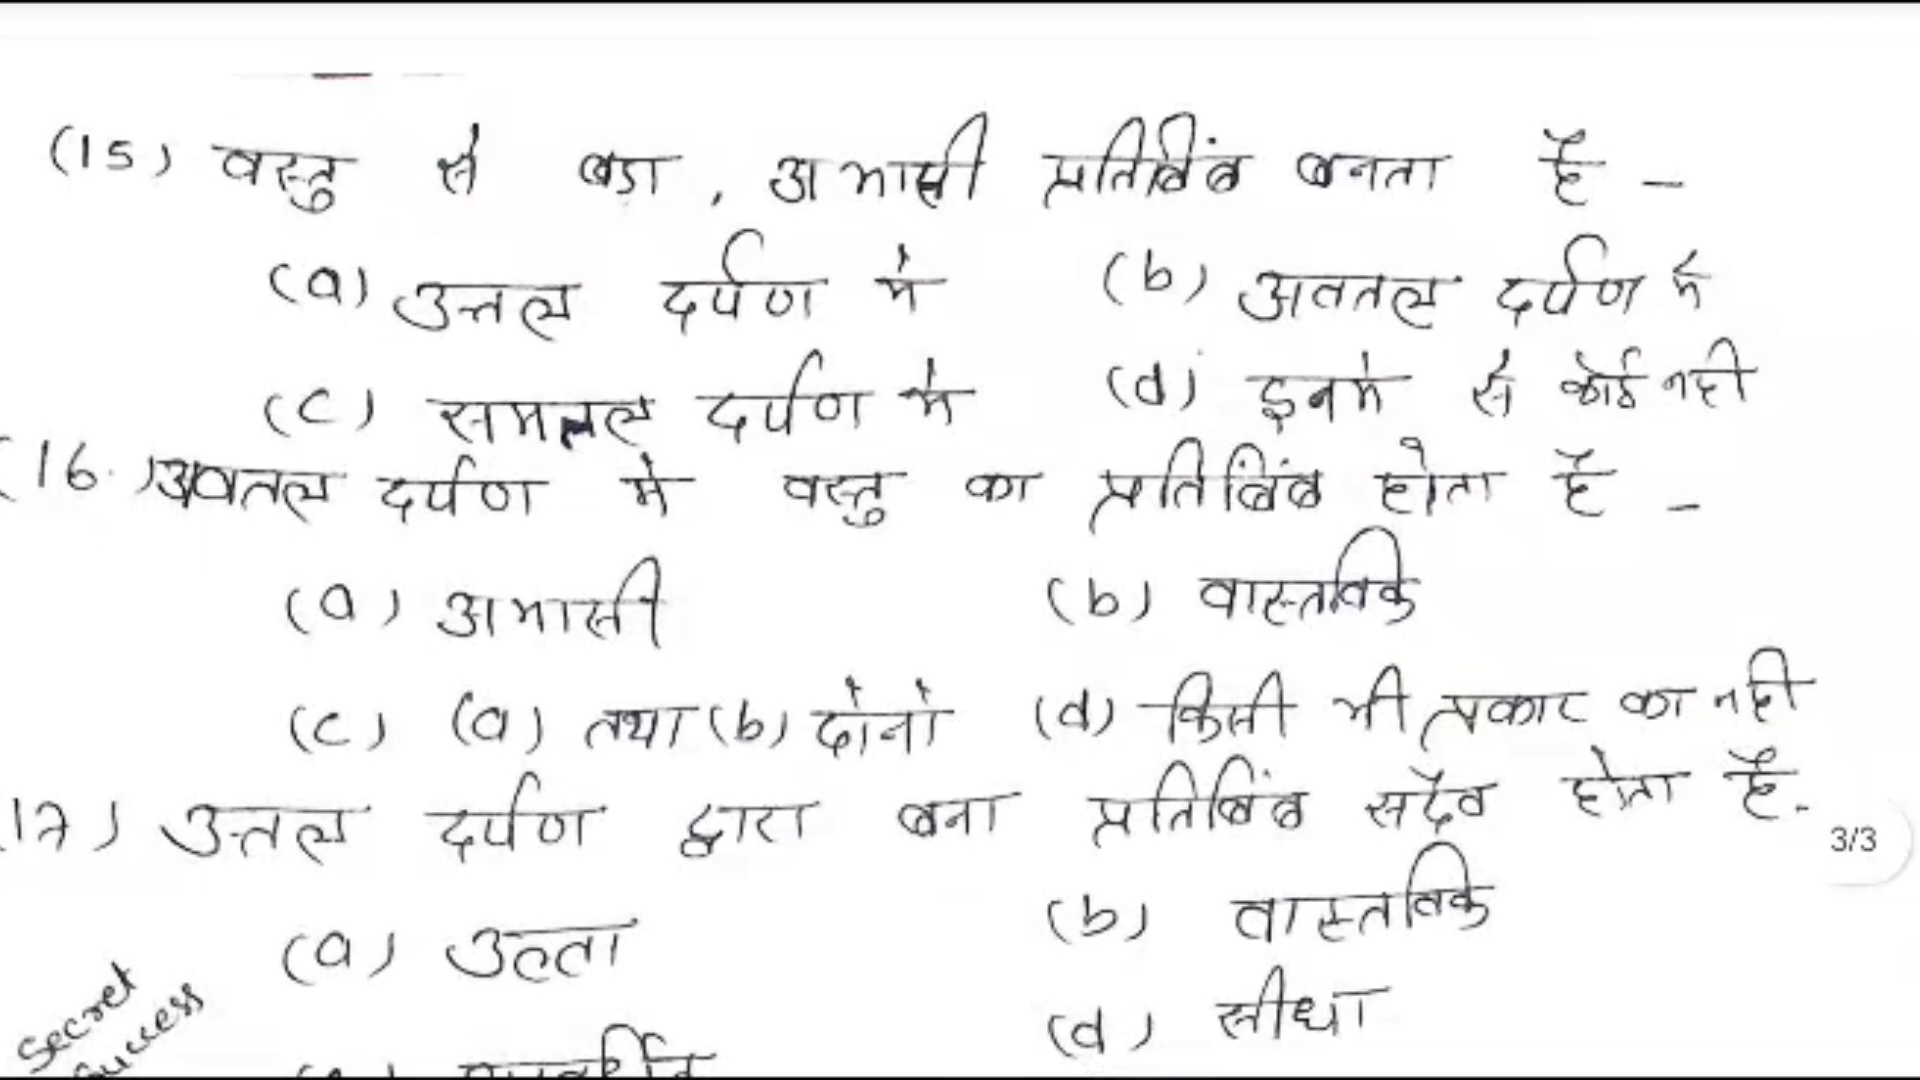 (15) वस्तु से बड़ा, अभासी प्रतिबिंब बनता है -
(a) उत्तल दर्पण मे (b) अवतल दर्पण मे
(c) समतल दर्पण मे (d) इनमे से कोई नही
(16.) अवतल दर्पण मे वस्तु का प्रतिबिंब होता है -
(a) अभासी (b) वास्तविक
(c) (a) तथा (b) दोनो (d) किसी भी प्रकार का नही
17) उत्तल दर्पण द्वारा बना प्रतिबिंब सदैव होता है.
3/3
(a) उल्टा (b) वास्तविक
(d) सीधा
Secret
Success